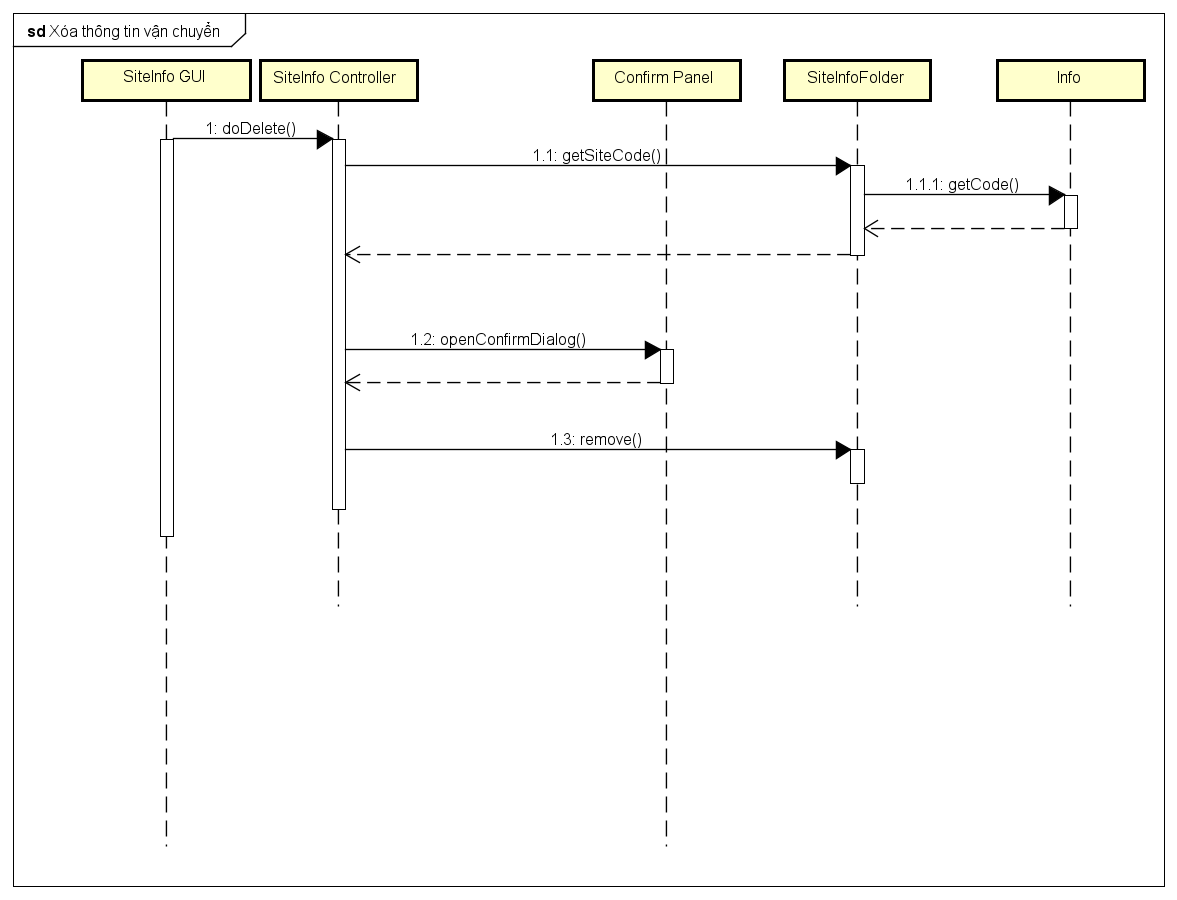 sd Xóa thông tin vận chuyển
SiteInfo GUI
SiteInfo Controller
Confirm Panel
SiteInfoFolder
Info
1: doDelete()
1.1: getSiteCode()
1.1.1: getCode()
1.2: openConfirmDialog()
1.3: remove()